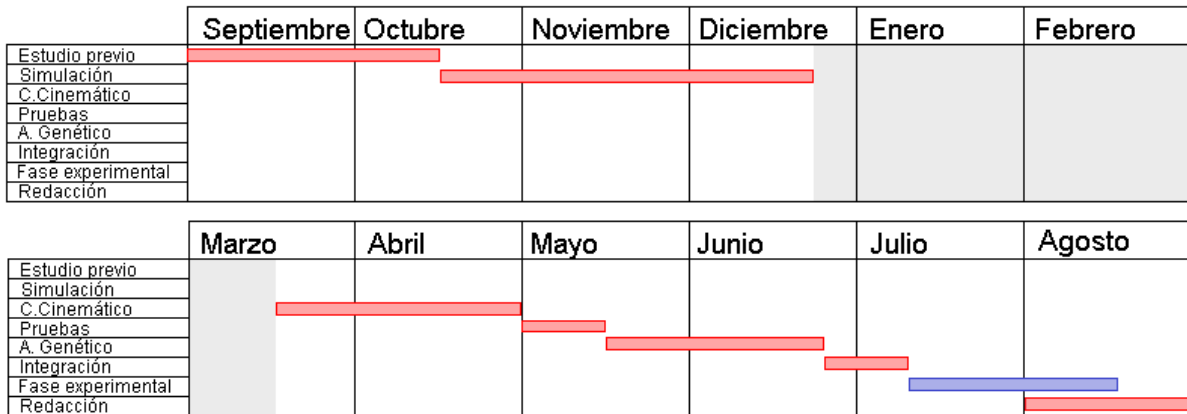 Septiembre Octubre Noviembre Diciembre Enero Febrero
Estudio previo
Simulación
C.Cinemático
Pruebas
A. Genético
Integración
Fase experimental
Redacción
Marzo Abril Mayo Junio Julio Agosto
Estudio previo
Simulación
C.Cinemático
Pruebas
A. Genético
Integración
Fase experimental
Redacción